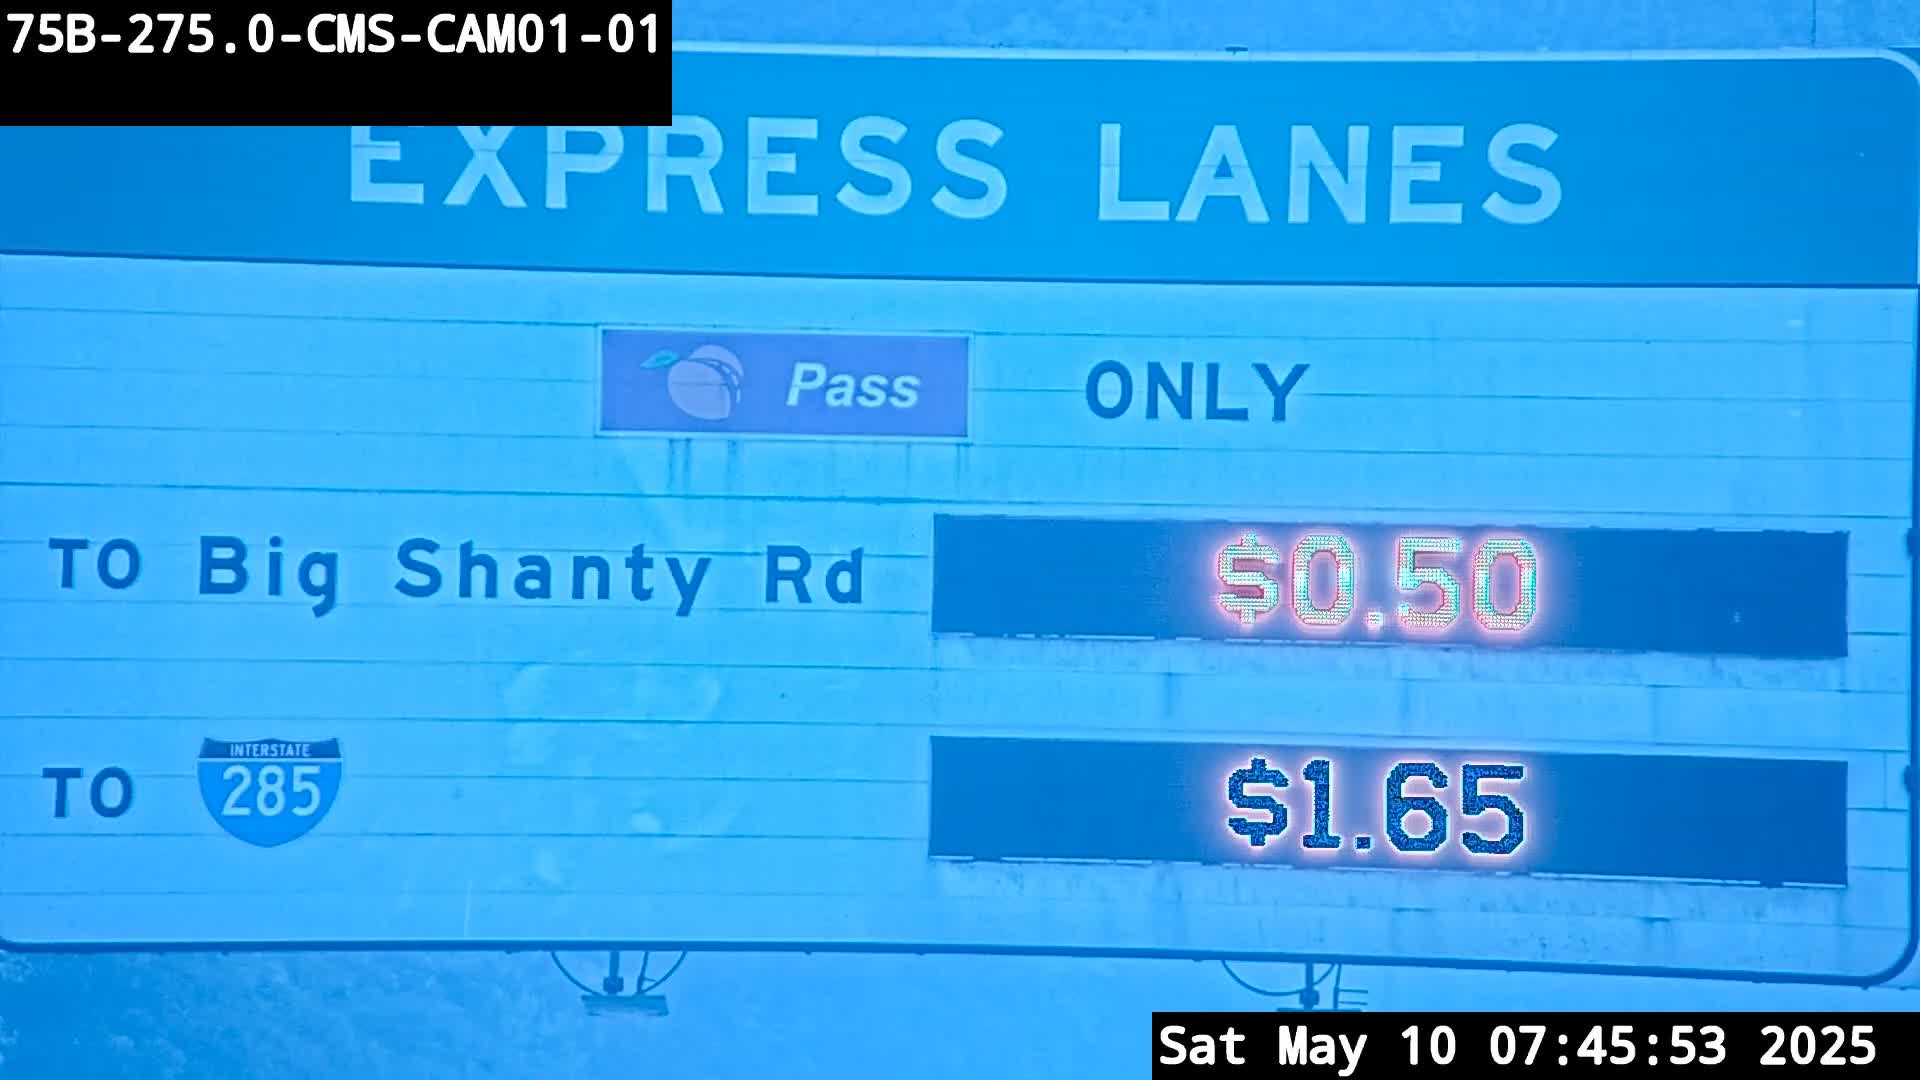 75B-275.0-CMS-CAM01-01
EXPRESS LANES
Pass ONLY
TO Big Shanty Rd $0.50
INTERSTATE
TO 285 $1.65
Sat May 10 07:45:53 2025